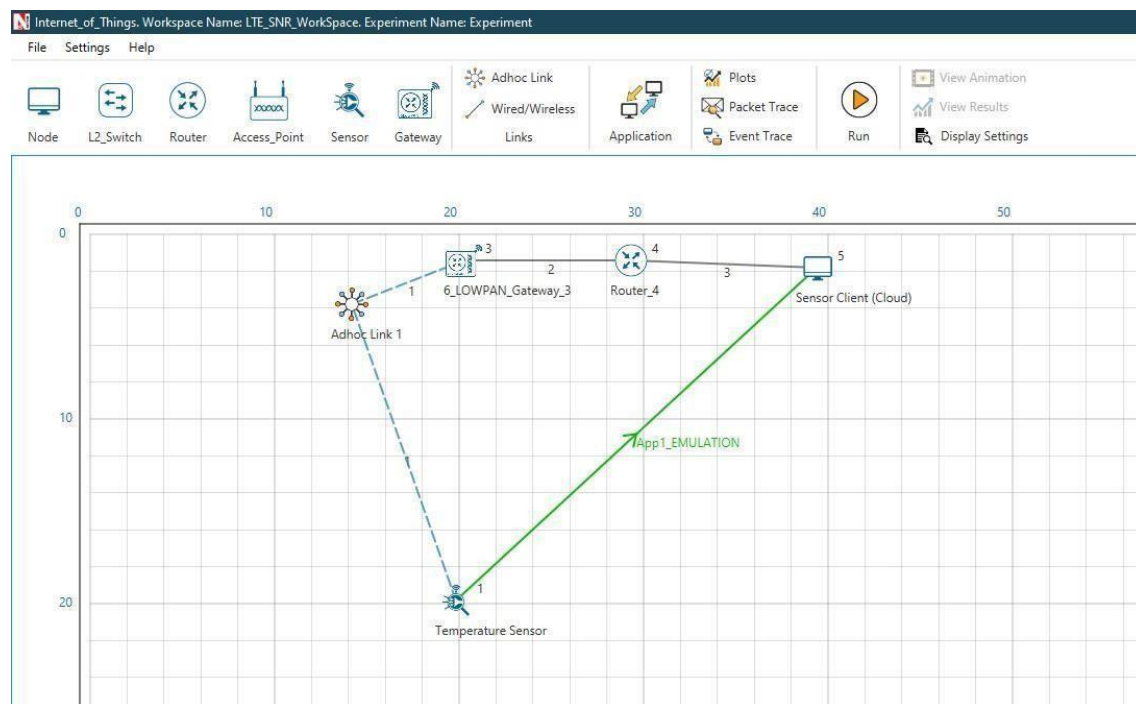 Internet_of_Things. Workspace Name: LTE_SNR_WorkSpace. Experiment Name: Experiment
File Settings Help
Node
L2_Switch
Router
Access_Point
xxxxxx
Sensor
Gateway
Adhoc Link
Wired/Wireless
Links
Application
Plots
Packet Trace
Event Trace
Run
View Animation
View Results
Display Settings
0 10 20 30 40 50
0
10
20
3
4
5
1
2
3
6_LOWPAN_Gateway_3
Router_4
Sensor Client (Cloud)
Adhoc Link 1
App1_EMULATION
1
1
Temperature Sensor